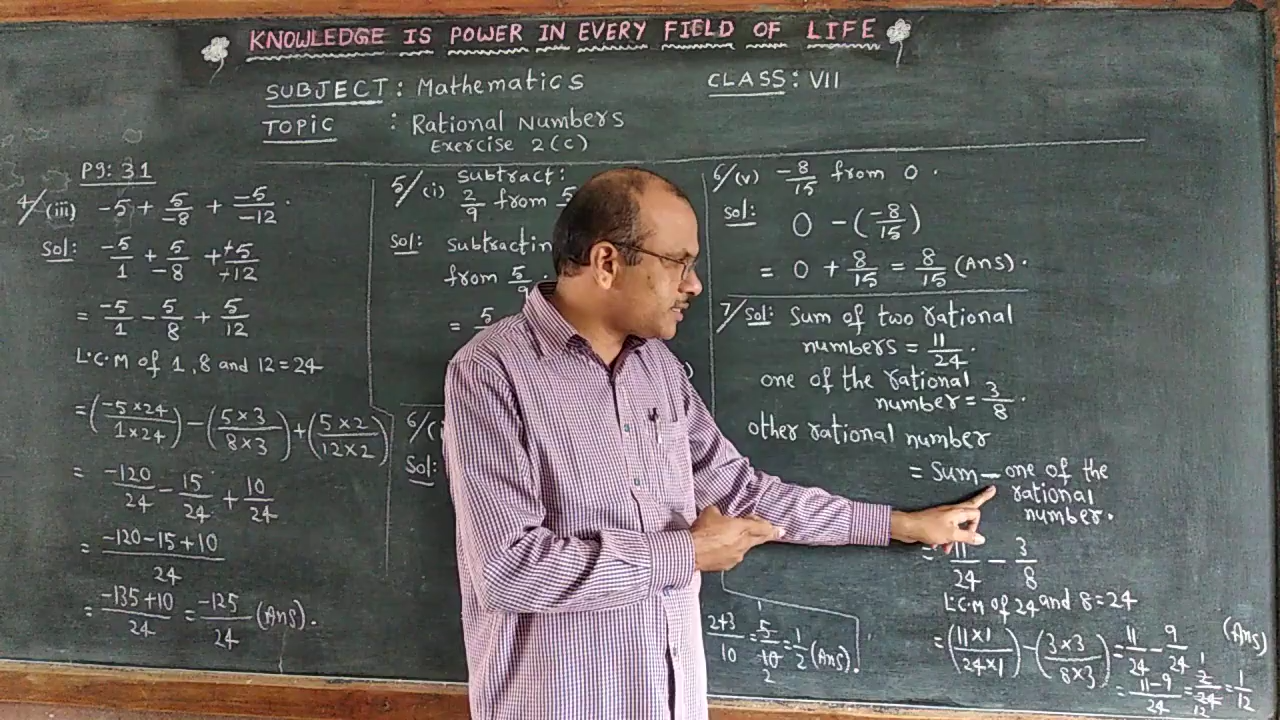 KNOWLEDGE IS POWER IN EVERY FIELD OF LIFE
SUBJECT : Mathematics
CLASS: VII
TOPIC : Rational Numbers
Exercise 2(C)
Pg: 31
4/(iii) -5 + 5/-8 + -5/-12 .
Sol: -5/1 + 5/-8 + +5/+12
= -5/1 - 5/8 + 5/12
L.C.M of 1, 8 and 12 = 24
= (-5×24/1×24) - (5×3/8×3) + (5×2/12×2)
= -120/24 - 15/24 + 10/24
= -120-15+10/24
= -135+10/24 = -125/24 (Ans).
5/(i) Subtract:
2/9 from 5
Sol: Subtractin
from 5/9 .
= 5
6/(i
Sol:
2+3/10 = 5/10 = 1/2 (Ans).
1
2
6/(v) -8/15 from 0 .
Sol: 0 - (-8/15)
= 0 + 8/15 = 8/15 (Ans) .
7/ Sol: Sum of two rational
numbers = 11/24 .
one of the rational
number = 3/8 .
other rational number
= Sum - one of the
rational
number.
= 11/24 - 3/8
L.C.M of 24 and 8 = 24
= (11×1/24×1) - (3×3/8×3) = 11/24 - 9/24
= 11-9/24 = 2/24 = 1/12 (Ans)
1
12